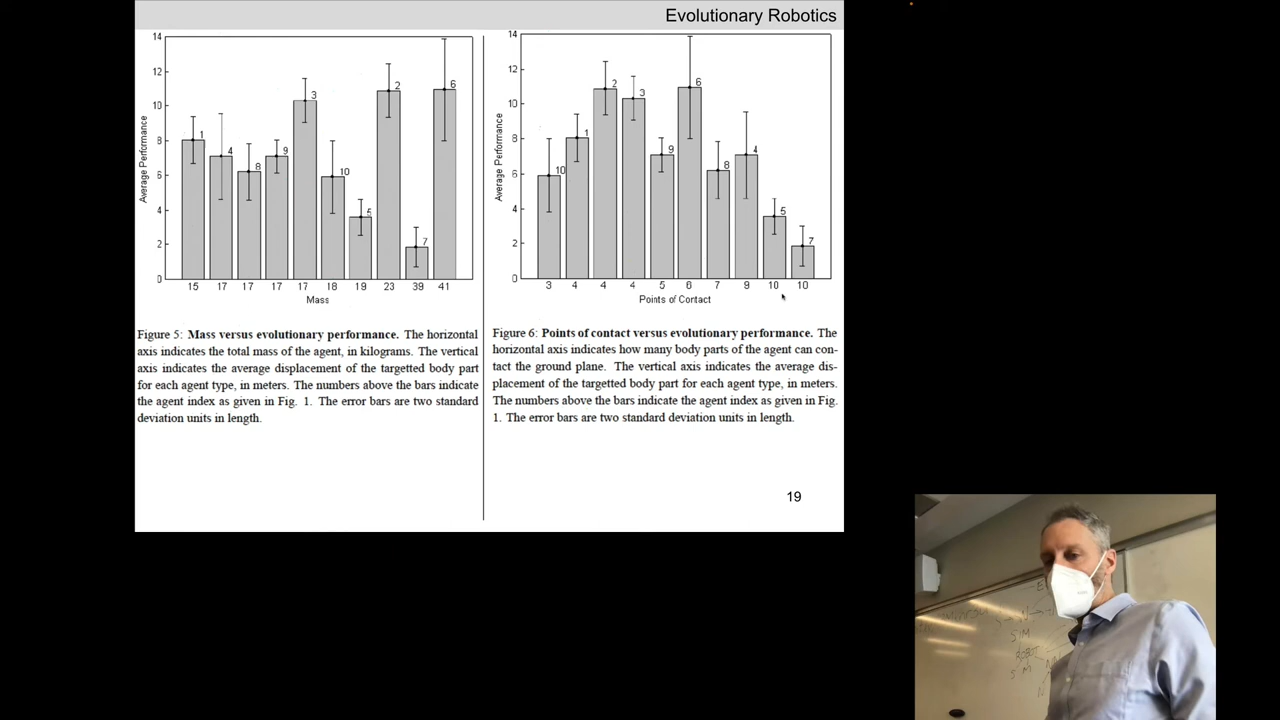 Evolutionary Robotics
14
12
10
8
6
4
2
0
Average Performance
1
4
8
9
3
10
5
2
7
6
15 17 17 17 17 18 19 23 39 41
Mass
Figure 5: Mass versus evolutionary performance. The horizontal
axis indicates the total mass of the agent, in kilograms. The vertical
axis indicates the average displacement of the targetted body part
for each agent type, in meters. The numbers above the bars indicate
the agent index as given in Fig. 1. The error bars are two standard
deviation units in length.
14
12
10
8
6
4
2
0
Average Performance
10
1
2
3
9
6
8
4
5
7
3 4 4 4 5 6 7 9 10 10
Points of Contact
Figure 6: Points of contact versus evolutionary performance. The
horizontal axis indicates how many body parts of the agent can con-
tact the ground plane. The vertical axis indicates the average dis-
placement of the targetted body part for each agent type, in meters.
The numbers above the bars indicate the agent index as given in Fig.
1. The error bars are two standard deviation units in length.
19
SIM
ROBOT